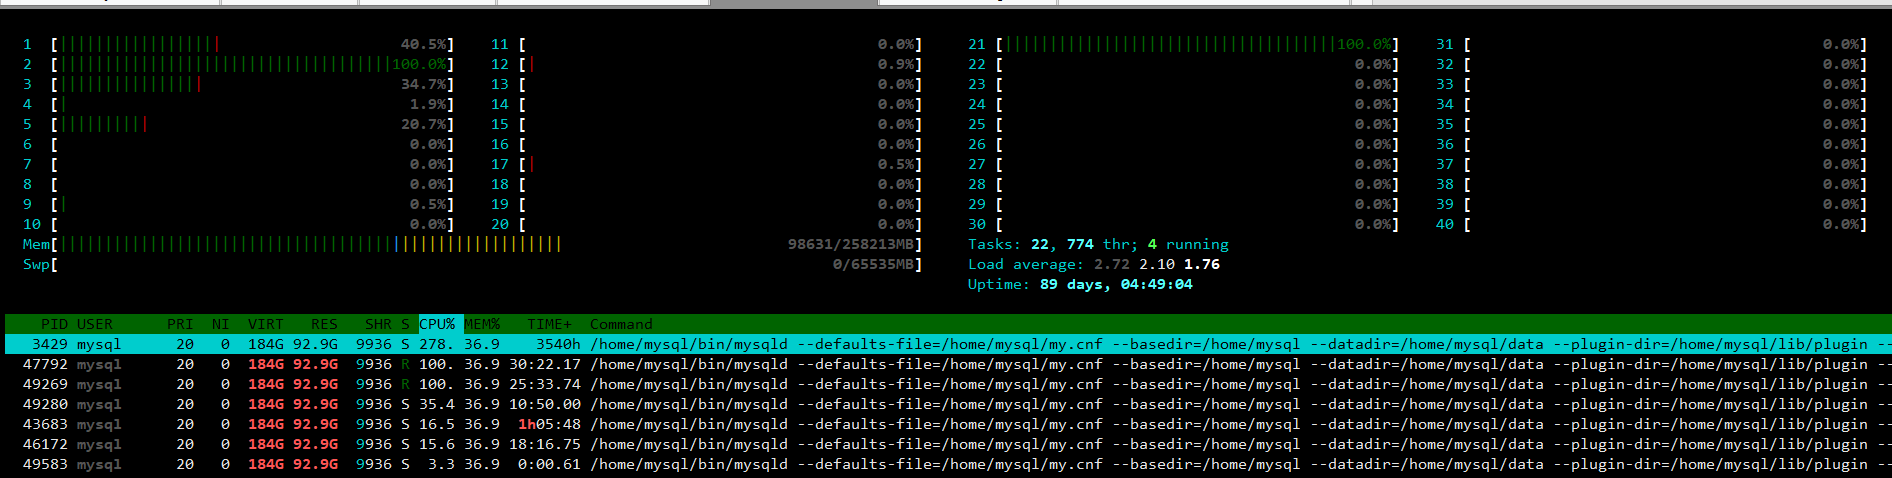 1 [||||||||||||||||||| 40.5%] 11 [ 0.0%] 21 [||||||||||||||||||||||||||||||||||||||100.0%] 31 [ 0.0%]
2 [||||||||||||||||||||||||||||||||||||||100.0%] 12 [| 0.9%] 22 [ 0.0%] 32 [ 0.0%]
3 [|||||||||||||||| 34.7%] 13 [ 0.0%] 23 [ 0.0%] 33 [ 0.0%]
4 [| 1.9%] 14 [ 0.0%] 24 [ 0.0%] 34 [ 0.0%]
5 [|||||||||| 20.7%] 15 [ 0.0%] 25 [ 0.0%] 35 [ 0.0%]
6 [ 0.0%] 16 [ 0.0%] 26 [ 0.0%] 36 [ 0.0%]
7 [ 0.0%] 17 [| 0.5%] 27 [ 0.0%] 37 [ 0.0%]
8 [ 0.0%] 18 [ 0.0%] 28 [ 0.0%] 38 [ 0.0%]
9 [| 0.5%] 19 [ 0.0%] 29 [ 0.0%] 39 [ 0.0%]
10 [ 0.0%] 20 [ 0.0%] 30 [ 0.0%] 40 [ 0.0%]
Mem[||||||||||||||||||||||||||||||||||||||||||||||||||||||||| 98631/258213MB] Tasks: 22, 774 thr; 4 running
Swp[ 0/65535MB] Load average: 2.72 2.10 1.76
Uptime: 89 days, 04:49:04
PID USER PRI NI VIRT RES SHR S CPU% MEM% TIME+ Command
3429 mysql 20 0 184G 92.9G 9936 S 278. 36.9 3540h /home/mysql/bin/mysqld --defaults-file=/home/mysql/my.cnf --basedir=/home/mysql --datadir=/home/mysql/data --plugin-dir=/home/mysql/lib/plugin --
47792 mysql 20 0 184G 92.9G 9936 R 100. 36.9 30:22.17 /home/mysql/bin/mysqld --defaults-file=/home/mysql/my.cnf --basedir=/home/mysql --datadir=/home/mysql/data --plugin-dir=/home/mysql/lib/plugin --
49269 mysql 20 0 184G 92.9G 9936 R 100. 36.9 25:33.74 /home/mysql/bin/mysqld --defaults-file=/home/mysql/my.cnf --basedir=/home/mysql --datadir=/home/mysql/data --plugin-dir=/home/mysql/lib/plugin --
49280 mysql 20 0 184G 92.9G 9936 S 35.4 36.9 10:50.00 /home/mysql/bin/mysqld --defaults-file=/home/mysql/my.cnf --basedir=/home/mysql --datadir=/home/mysql/data --plugin-dir=/home/mysql/lib/plugin --
43683 mysql 20 0 184G 92.9G 9936 S 16.5 36.9 1h05:48 /home/mysql/bin/mysqld --defaults-file=/home/mysql/my.cnf --basedir=/home/mysql --datadir=/home/mysql/data --plugin-dir=/home/mysql/lib/plugin --
46172 mysql 20 0 184G 92.9G 9936 S 15.6 36.9 18:16.75 /home/mysql/bin/mysqld --defaults-file=/home/mysql/my.cnf --basedir=/home/mysql --datadir=/home/mysql/data --plugin-dir=/home/mysql/lib/plugin --
49583 mysql 20 0 184G 92.9G 9936 S 3.3 36.9 0:00.61 /home/mysql/bin/mysqld --defaults-file=/home/mysql/my.cnf --basedir=/home/mysql --datadir=/home/mysql/data --plugin-dir=/home/mysql/lib/plugin --